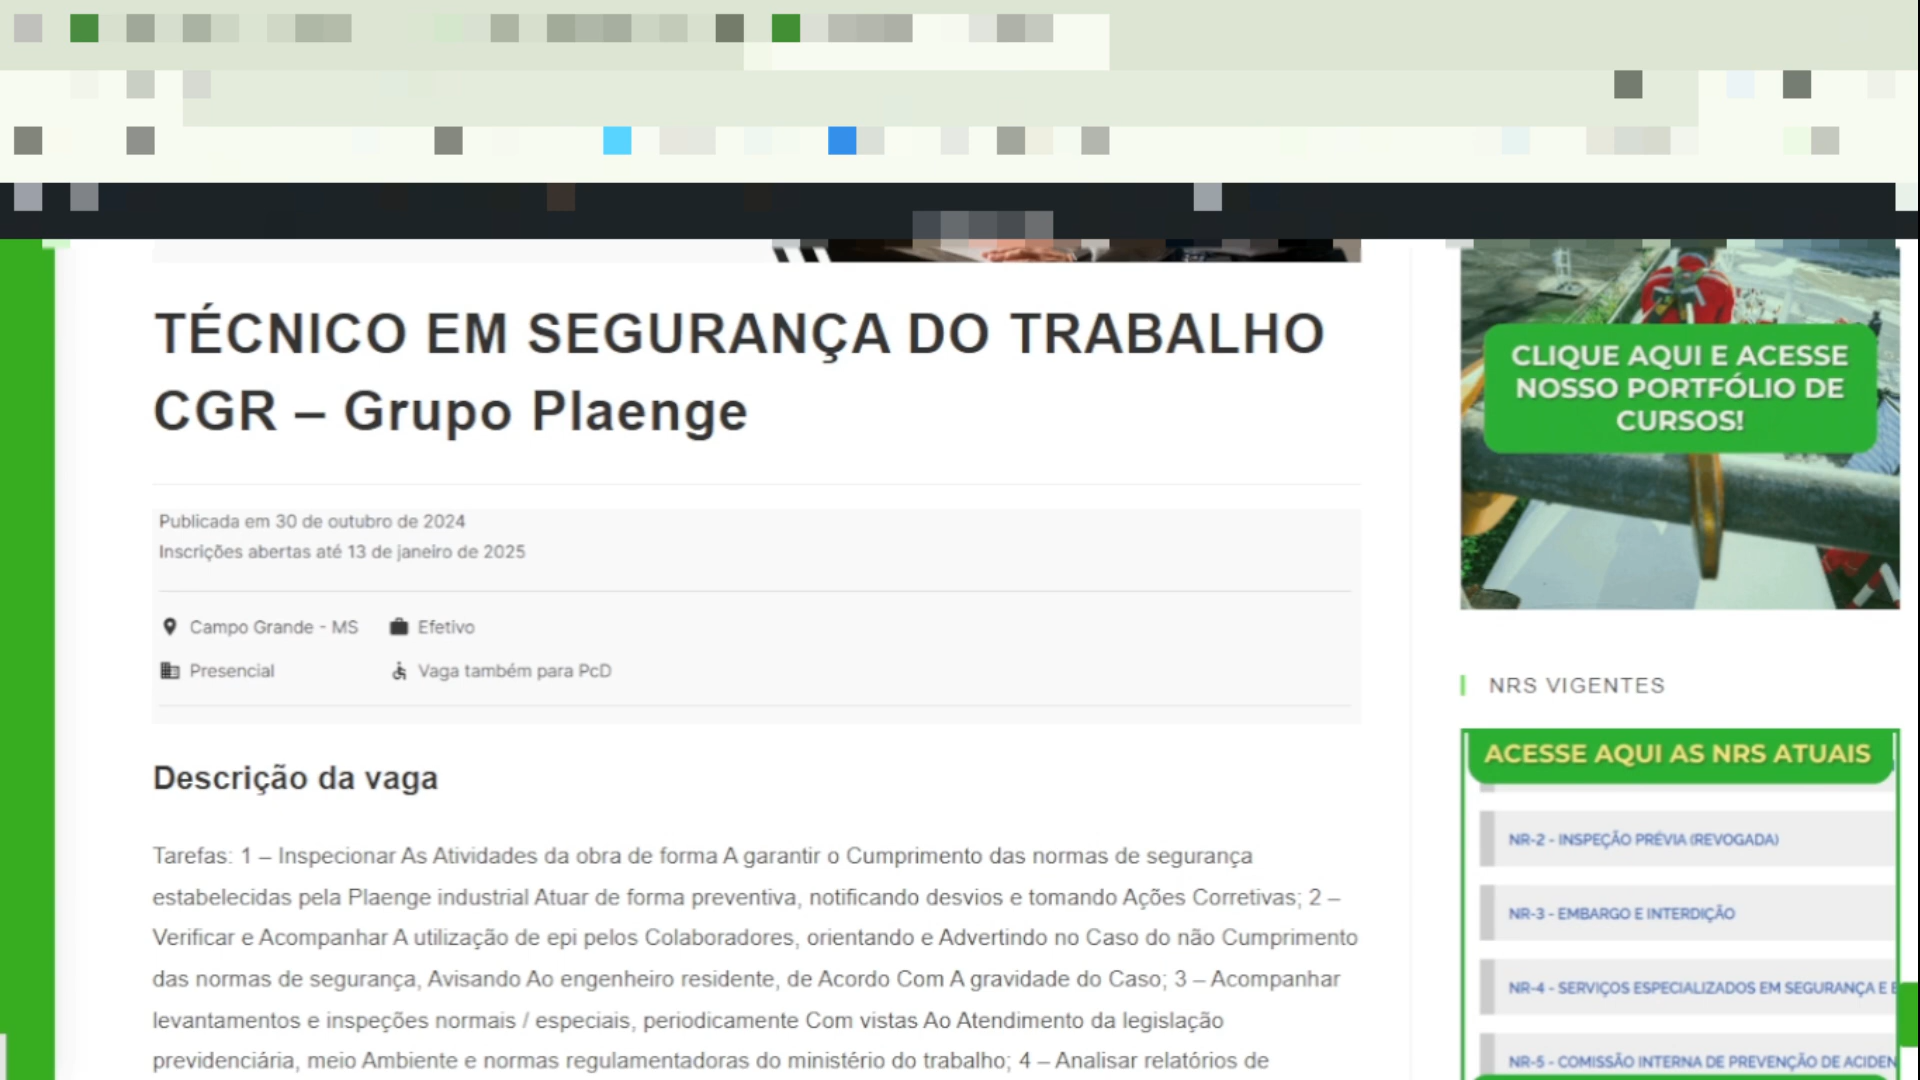 TÉCNICO EM SEGURANÇA DO TRABALHO
CGR – Grupo Plaenge
Publicada em 30 de outubro de 2024
Inscrições abertas até 13 de janeiro de 2025
Campo Grande - MS
Efetivo
Presencial
Vaga também para PcD
Descrição da vaga
Tarefas: 1 – Inspecionar As Atividades da obra de forma A garantir o Cumprimento das normas de segurança
estabelecidas pela Plaenge industrial Atuar de forma preventiva, notificando desvios e tomando Ações Corretivas; 2 –
Verificar e Acompanhar A utilização de epi pelos Colaboradores, orientando e Advertindo no Caso do não Cumprimento
das normas de segurança, Avisando Ao engenheiro residente, de Acordo Com A gravidade do Caso; 3 – Acompanhar
levantamentos e inspeções normais / especiais, periodicamente Com vistas Ao Atendimento da legislação
previdenciária, meio Ambiente e normas regulamentadoras do ministério do trabalho; 4 – Analisar relatórios de
CLIQUE AQUI E ACESSE
NOSSO PORTFÓLIO DE
CURSOS!
NRS VIGENTES
ACESSE AQUI AS NRS ATUAIS
NR-2 - INSPEÇÃO PRÉVIA (REVOGADA)
NR-3 - EMBARGO E INTERDIÇÃO
NR-4 - SERVIÇOS ESPECIALIZADOS EM SEGURANÇA E
NR-5 - COMISSÃO INTERNA DE PREVENÇÃO DE ACIDEN